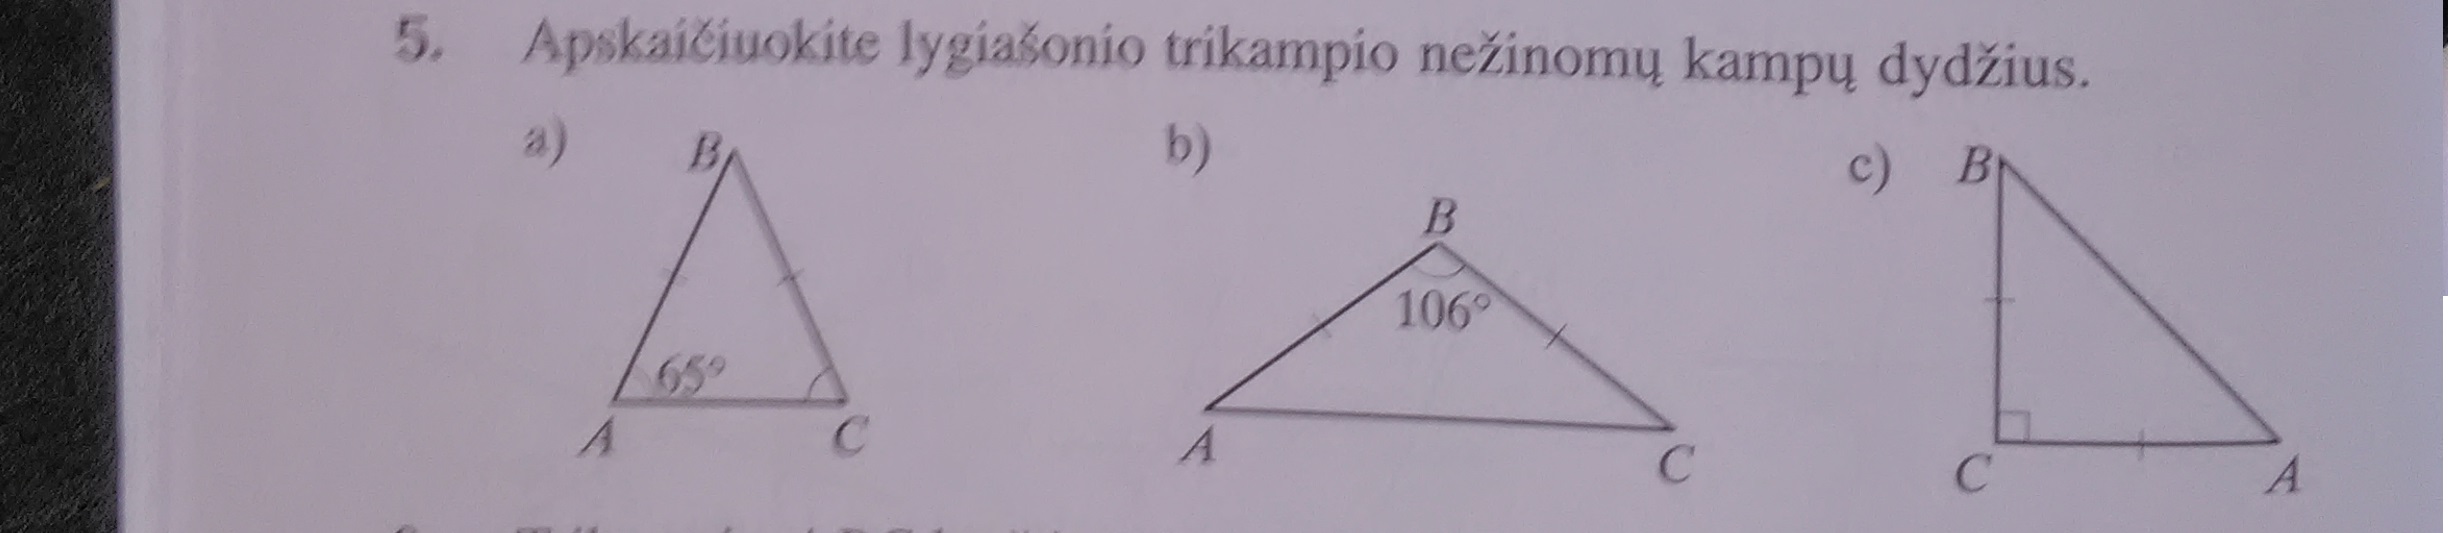 5. Apskaičiuokite lygiašonio trikampio nežinomų kampų dydžius.
a) B b) c) B
B
106°
65°
A C A C C A